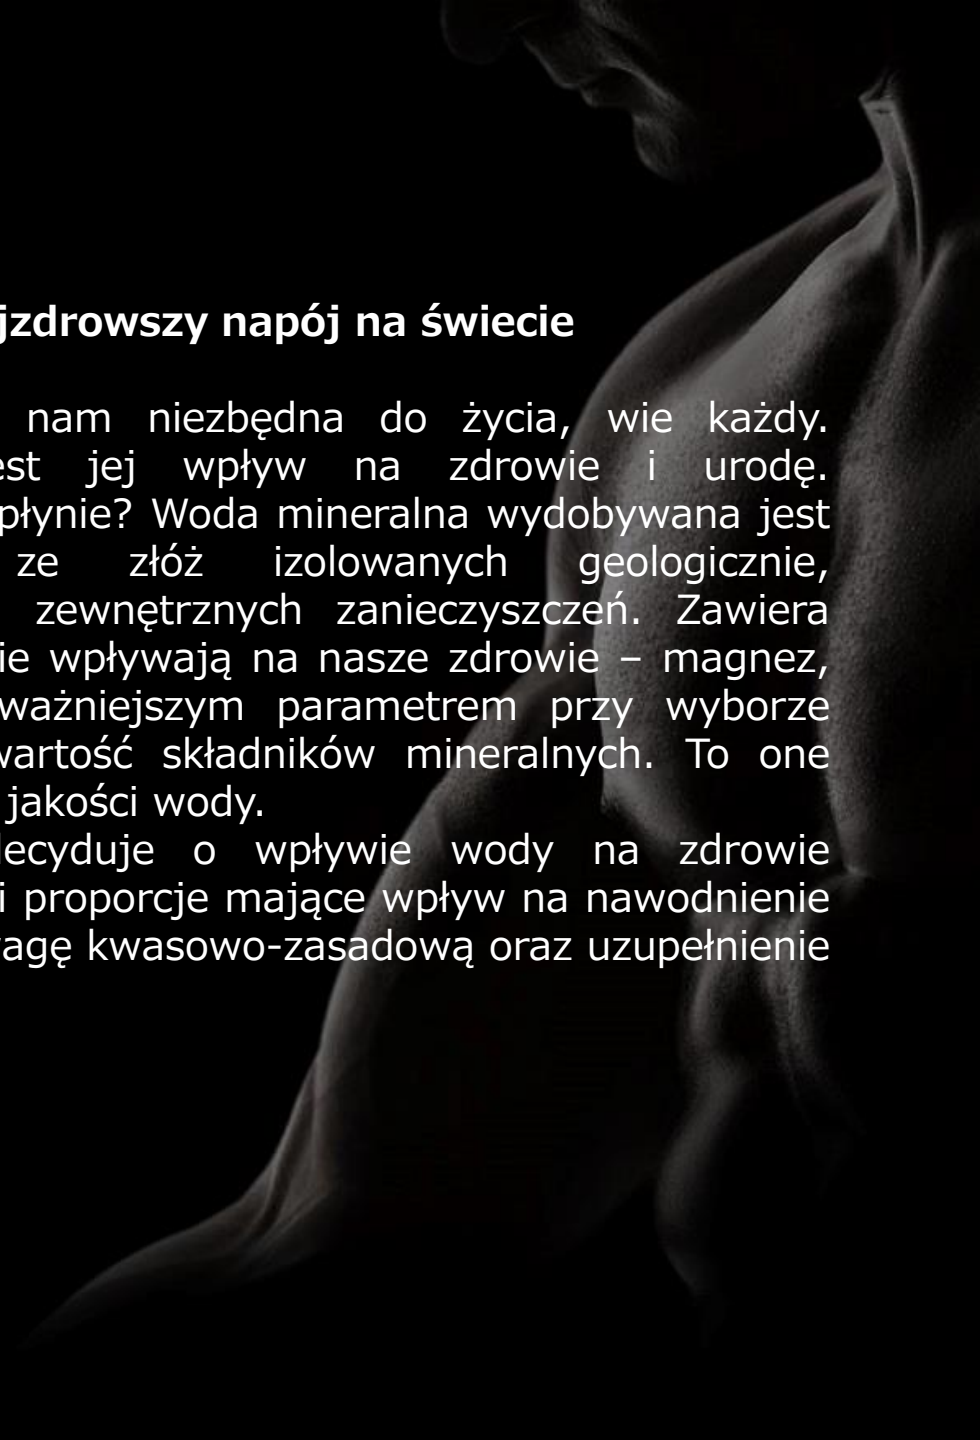 jzdrowszy napój na świecie
nam niezbędna do życia, wie każdy.
est jej wpływ na zdrowie i urodę.
płynie? Woda mineralna wydobywana jest
ze złóż izolowanych geologicznie,
zewnętrznych zanieczyszczeń. Zawiera
ie wpływają na nasze zdrowie – magnez,
ważniejszym parametrem przy wyborze
wartość składników mineralnych. To one
jakości wody.
decyduje o wpływie wody na zdrowie
i proporcje mające wpływ na nawodnienie
wagę kwasowo-zasadową oraz uzupełnienie